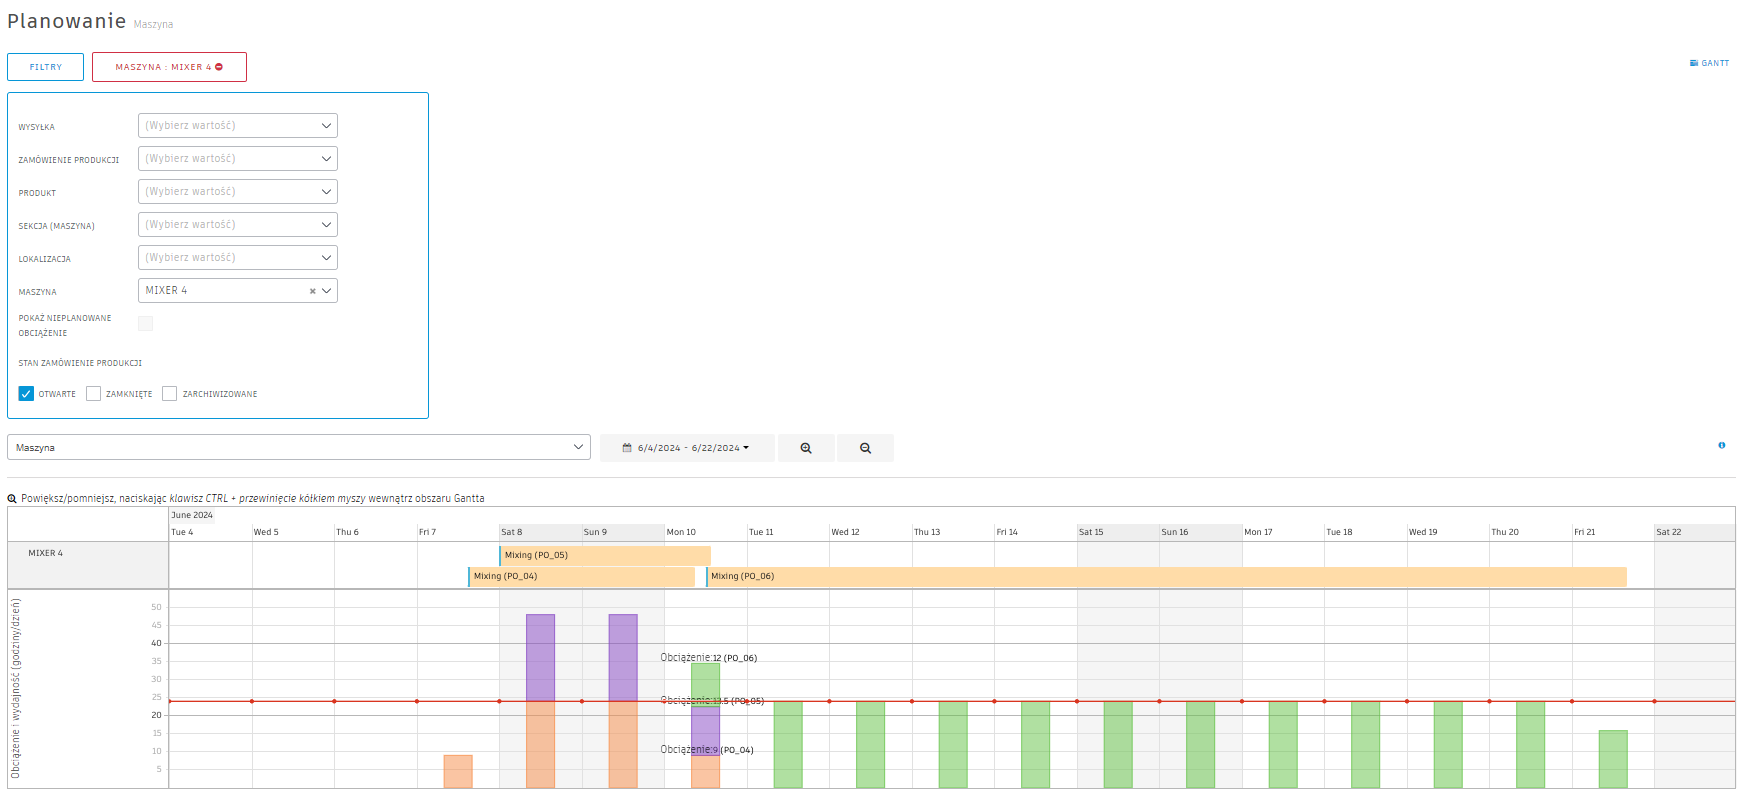 Planowanie Maszyna
FILTRY
MASZYNA : MIXER 4
GANTT
WYSYŁKA
(Wybierz wartość)
ZAMÓWIENIE PRODUKCJI
(Wybierz wartość)
PRODUKT
(Wybierz wartość)
SEKCJA (MASZYNA)
(Wybierz wartość)
LOKALIZACJA
(Wybierz wartość)
MASZYNA
MIXER 4
POKAŻ NIEPLANOWANE
OBCIĄŻENIE
STAN ZAMÓWIENIE PRODUKCJI
OTWARTE
ZAMKNIĘTE
ZARCHIWIZOWANE
Maszyna
6/4/2024 - 6/22/2024
Powiększ/pomniejsz, naciskając klawisz CTRL + przewinięcie kółkiem myszy wewnątrz obszaru Gantta
June 2024
Tue 4
Wed 5
Thu 6
Fri 7
Sat 8
Sun 9
Mon 10
Tue 11
Wed 12
Thu 13
Fri 14
Sat 15
Sun 16
Mon 17
Tue 18
Wed 19
Thu 20
Fri 21
Sat 22
MIXER 4
Mixing (PO_05)
Mixing (PO_04)
Mixing (PO_06)
Obciążenie i wydajność (godziny/dzień)
50
45
40
35
30
25
20
15
10
5
Obciążenie:12 (PO_06)
Obciążenie:13.5 (PO_05)
Obciążenie:9 (PO_04)